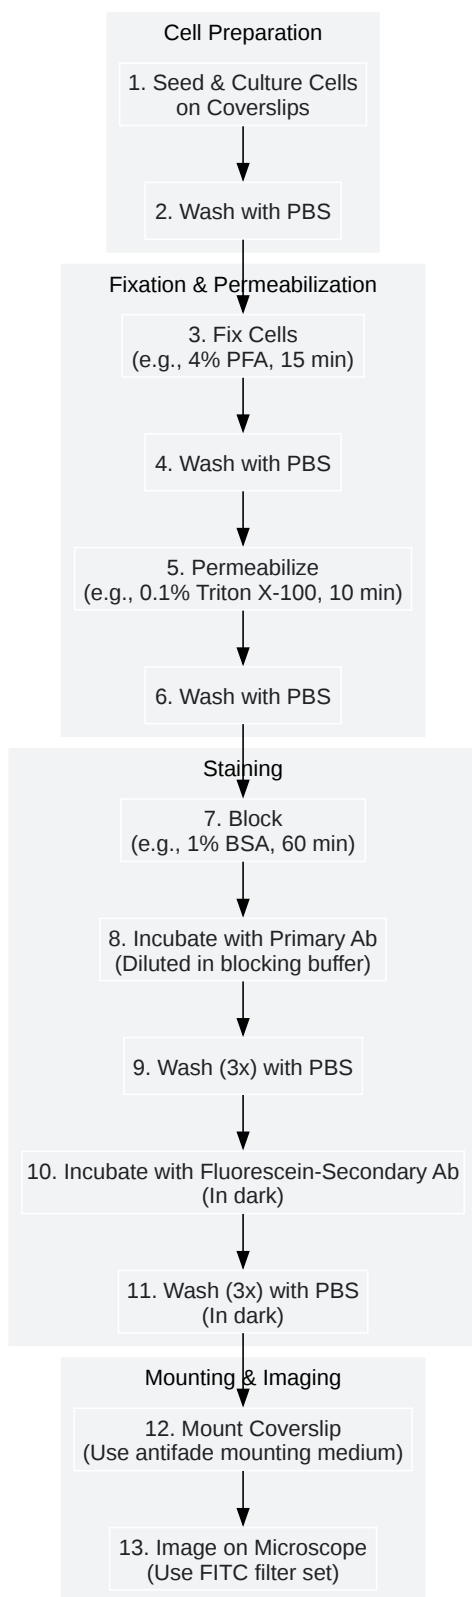 Cell Preparation
1. Seed & Culture Cells
on Coverslips
2. Wash with PBS
Fixation & Permeabilization
3. Fix Cells
(e.g., 4% PFA, 15 min)
4. Wash with PBS
5. Permeabilize
(e.g., 0.1% Triton X-100, 10 min)
6. Wash with PBS
Staining
7. Block
(e.g., 1% BSA, 60 min)
8. Incubate with Primary Ab
(Diluted in blocking buffer)
9. Wash (3x) with PBS
10. Incubate with Fluorescein-Secondary Ab
(In dark)
11. Wash (3x) with PBS
(In dark)
Mounting & Imaging
12. Mount Coverslip
(Use antifade mounting medium)
13. Image on Microscope
(Use FITC filter set)